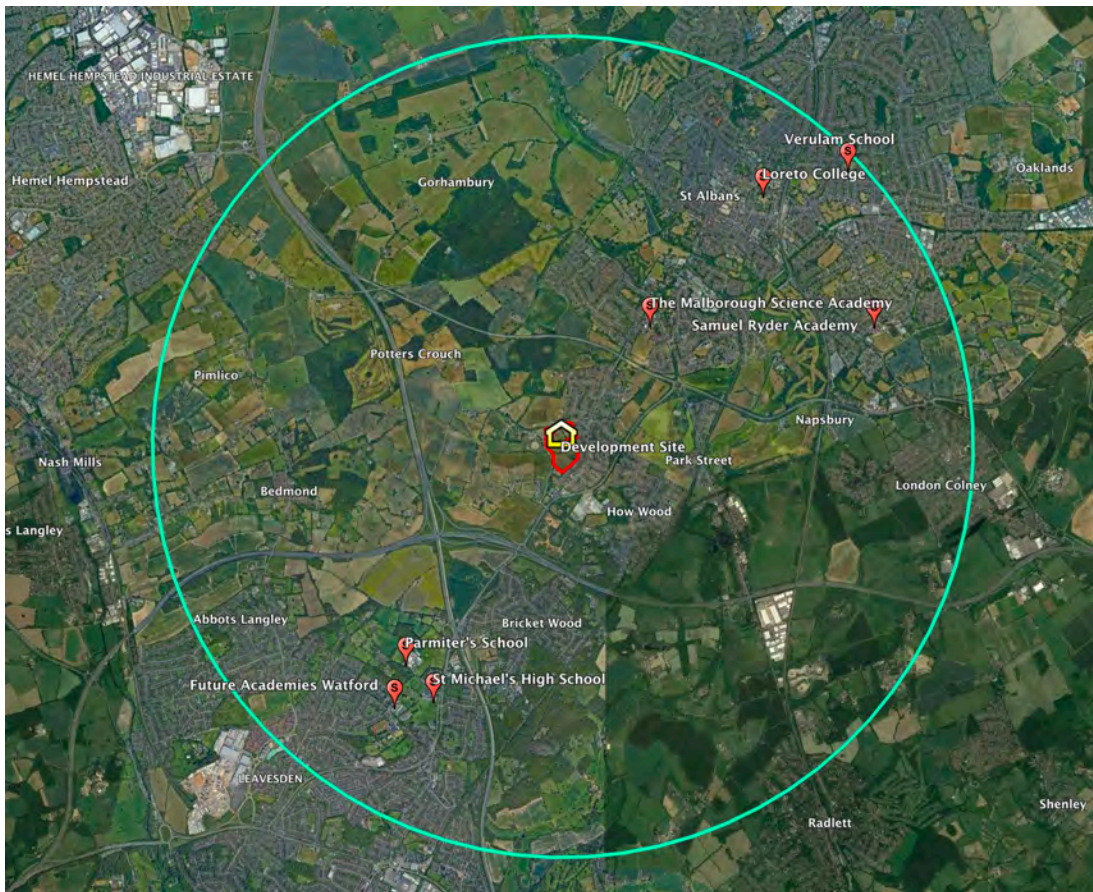 HEMEL HEMPSTEAD INDUSTRIAL ESTATE
Verulam School
S
Loreto College
S
Oaklands
Hemel Hempstead
Gorhambury
St Albans
The Malborough Science Academy
S
Samuel Ryder Academy
Potters Crouch
Pimlico
Napsbury
Development Site
Nash Mills
Park Street
Bedmond
London Colney
How Wood
s Langley
Abbots Langley
Bricket Wood
Parmiter's School
St Michael's High School
Future Academies Watford
S
LEAVESDEN
Shenley
Radlett